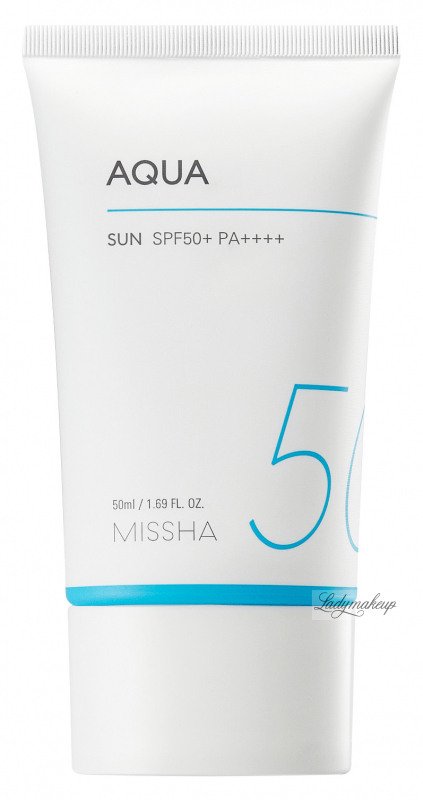 AQUA
SUN SPF50+ PA++++
50
50ml / 1.69 FL. OZ.
MISSHA
Ladymakeup